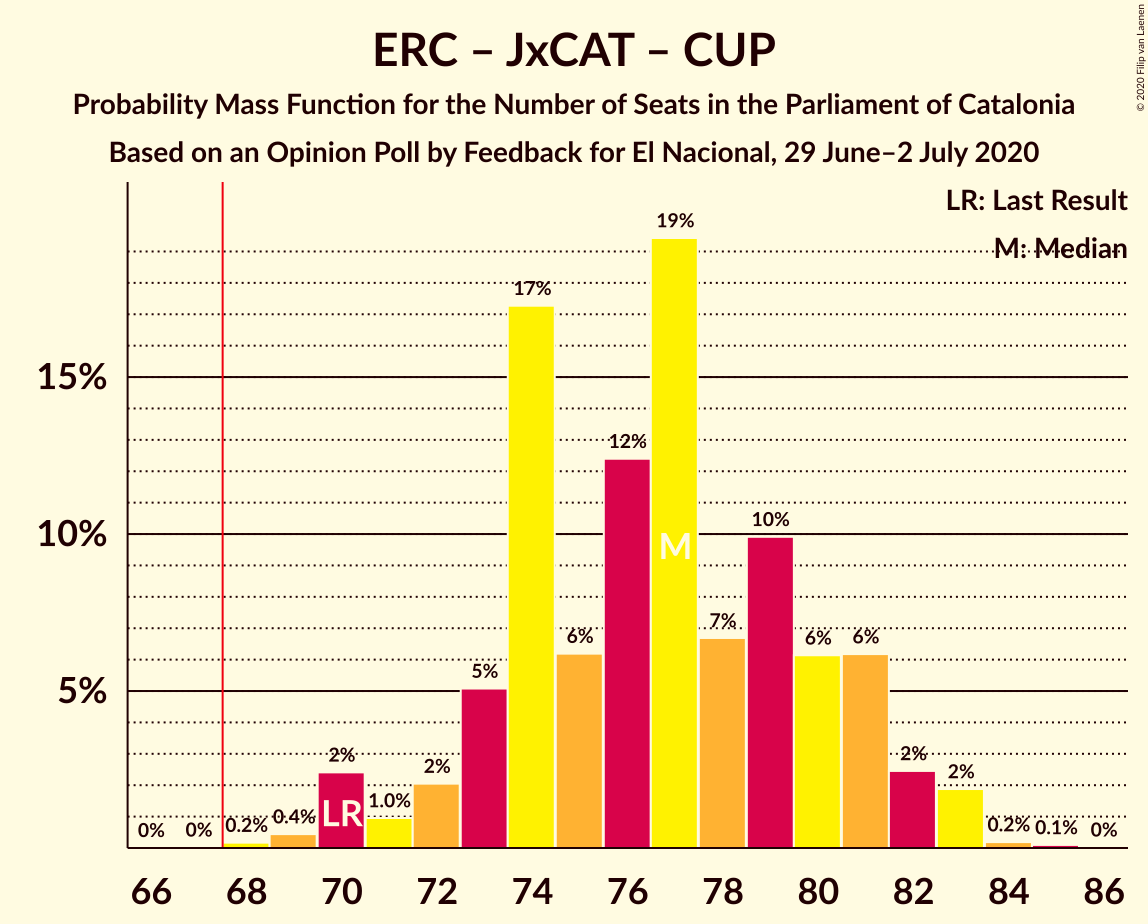 ERC – JxCAT – CUP
Probability Mass Function for the Number of Seats in the Parliament of Catalonia
Based on an Opinion Poll by Feedback for El Nacional, 29 June–2 July 2020
© 2020 Filip van Laenen
LR: Last Result
M: Median
15%
10%
5%
0%
0%
0.2%
0.4%
2%
1.0%
2%
5%
17%
6%
12%
19%
7%
10%
6%
6%
2%
2%
0.2%
0.1%
0%
LR
M
66 68 70 72 74 76 78 80 82 84 86